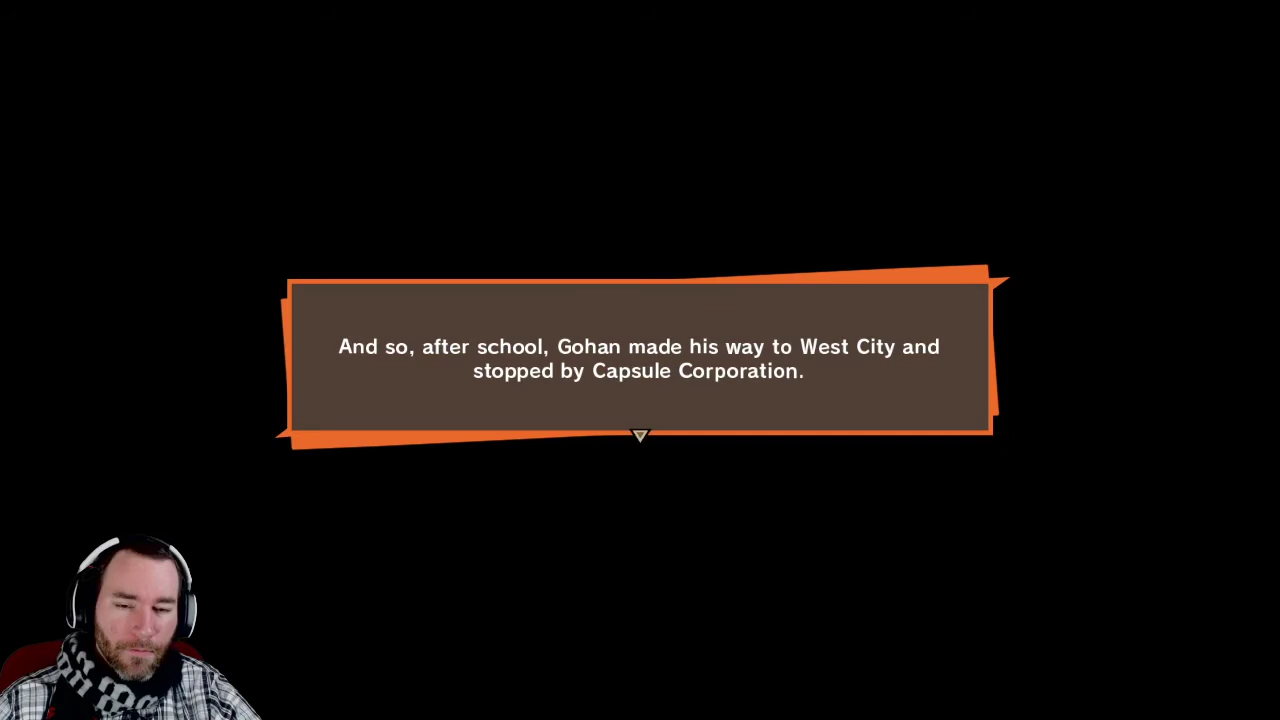 And so, after school, Gohan made his way to West City and
stopped by Capsule Corporation.